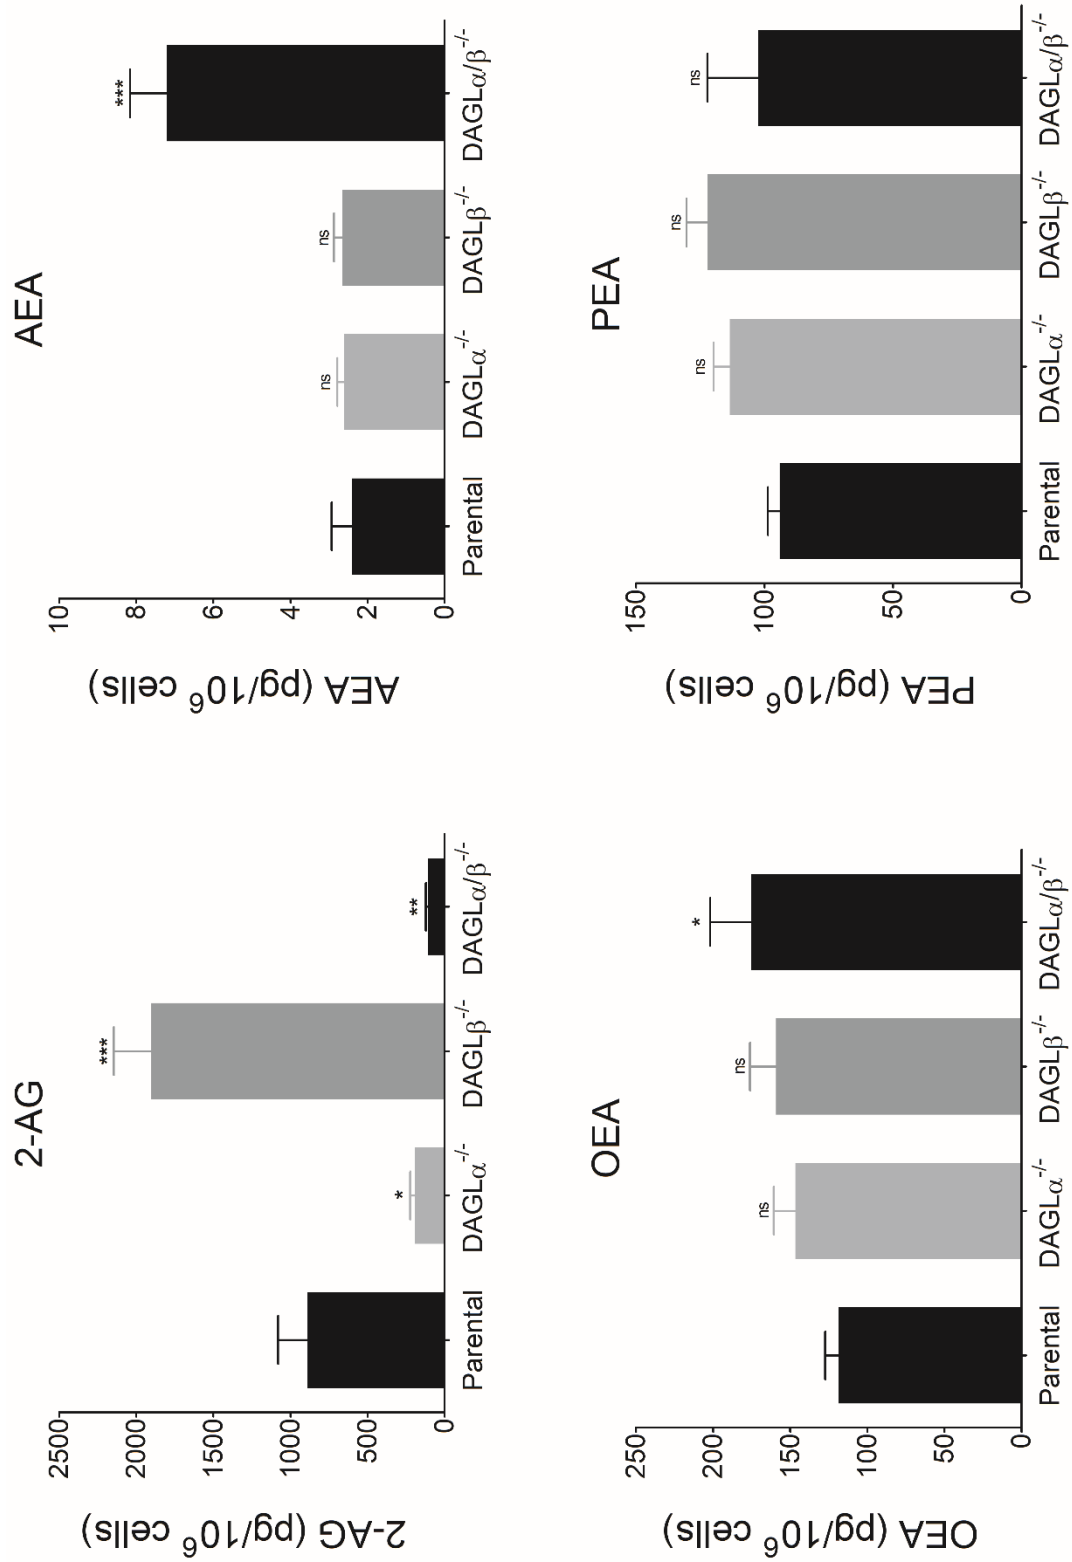 2-AG
2-AG (pg/10⁶ cells)
2500
2000
1500
1000
500
0
*
***
**
Parental
DAGLα⁻/⁻
DAGLβ⁻/⁻
DAGLα/β⁻/⁻
AEA
AEA (pg/10⁶ cells)
10
8
6
4
2
0
ns
ns
***
Parental
DAGLα⁻/⁻
DAGLβ⁻/⁻
DAGLα/β⁻/⁻
OEA
OEA (pg/10⁶ cells)
250
200
150
100
50
0
ns
ns
*
Parental
DAGLα⁻/⁻
DAGLβ⁻/⁻
DAGLα/β⁻/⁻
PEA
PEA (pg/10⁶ cells)
150
100
50
0
ns
ns
ns
Parental
DAGLα⁻/⁻
DAGLβ⁻/⁻
DAGLα/β⁻/⁻